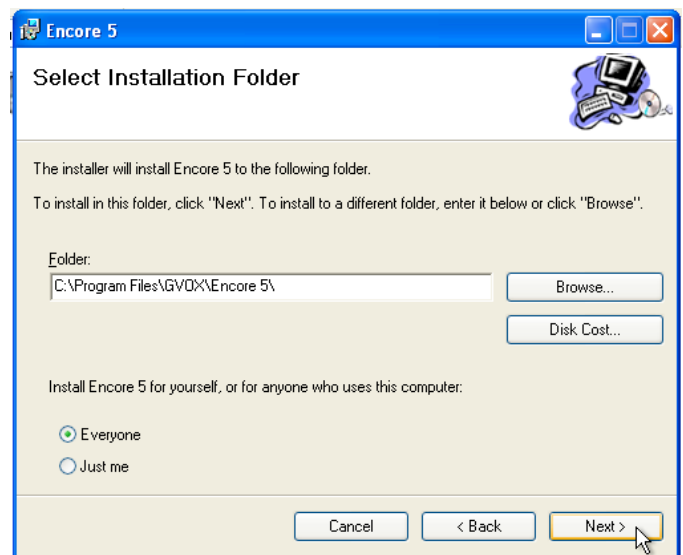 Encore 5
Select Installation Folder
The installer will install Encore 5 to the following folder.
To install in this folder, click "Next". To install to a different folder, enter it below or click "Browse".
Folder:
C:\Program Files\GVOX\Encore 5\
Browse...
Disk Cost...
Install Encore 5 for yourself, or for anyone who uses this computer:
Everyone
Just me
Cancel
< Back
Next >